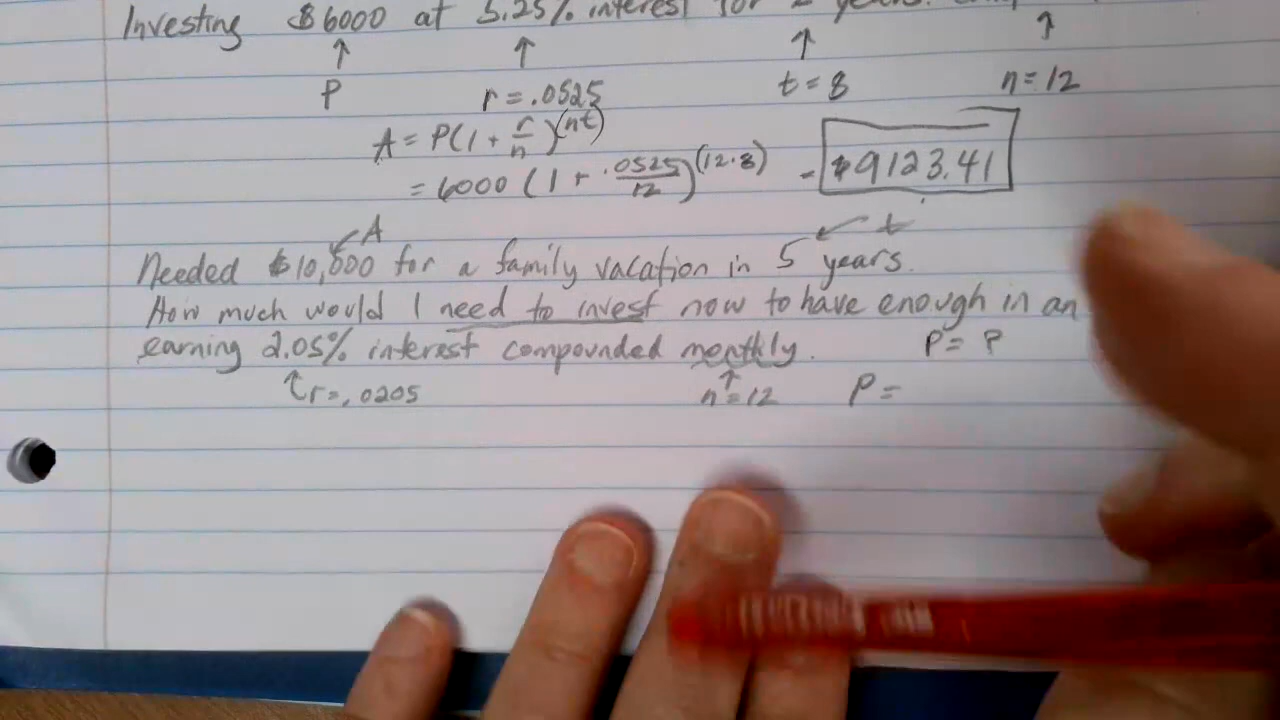 Investing $6000 at 5.25% interest for years.
P r=.0525 t=8 n=12
A = P(1 + r/n)^(nt)
= 6000 (1 + .0525/12)^(12·8) = $9123.41
A t
Needed $10,000 for a family vacation in 5 years.
How much would I need to invest now to have enough in an
earning 2.05% interest compounded monthly. P= ?
r=.0205 n=12 P=